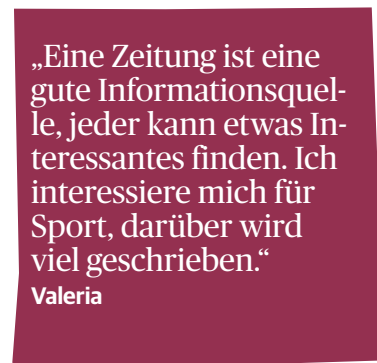 „Eine Zeitung ist eine
gute Informationsquel-
le, jeder kann etwas In-
teressantes finden. Ich
interessiere mich für
Sport, darüber wird
viel geschrieben.“
Valeria